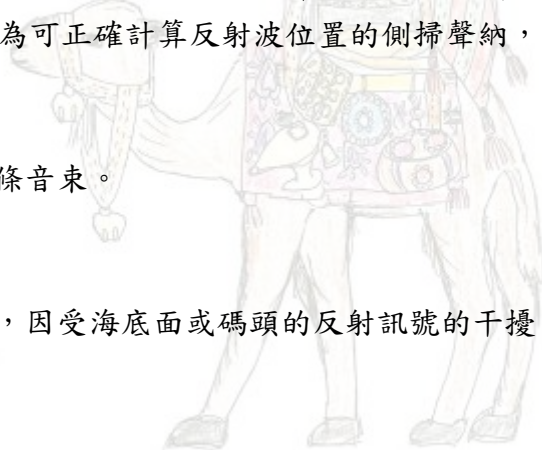 為可正確計算反射波位置的側掃聲納，
條音束。
，因受海底面或碼頭的反射訊號的干擾